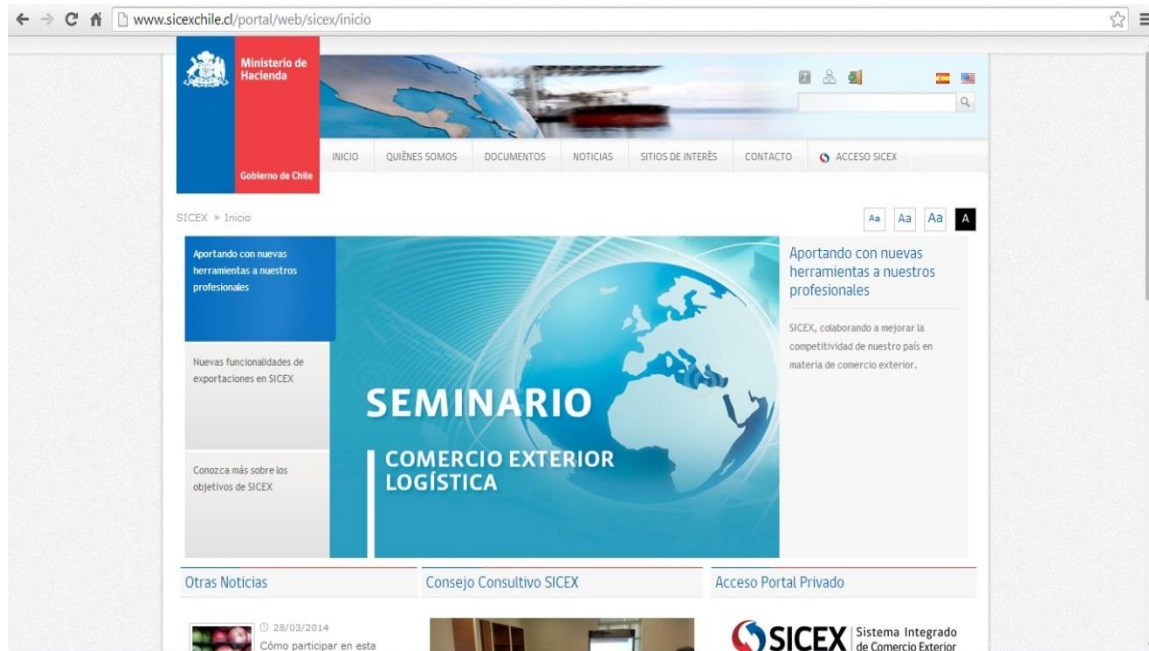 www.sicexchile.cl/portal/web/sicex/inicio
Ministerio de
Hacienda
Gobierno de Chile
INICIO QUIÈNES SOMOS DOCUMENTOS NOTICIAS SITIOS DE INTERÈS CONTACTO ACCESO SICEX
SICEX » Inicio
Aa Aa Aa A
Aportando con nuevas
herramientas a nuestros
profesionales
Nuevas funcionalidades de
exportaciones en SICEX
Conozca más sobre los
objetivos de SICEX
SEMINARIO
COMERCIO EXTERIOR
LOGÍSTICA
Aportando con nuevas
herramientas a nuestros
profesionales
SICEX, colaborando a mejorar la
competitividad de nuestro país en
materia de comercio exterior.
Otras Noticias
28/03/2014
Cómo participar en esta
Consejo Consultivo SICEX
Acceso Portal Privado
SICEX Sistema Integrado
de Comercio Exterior